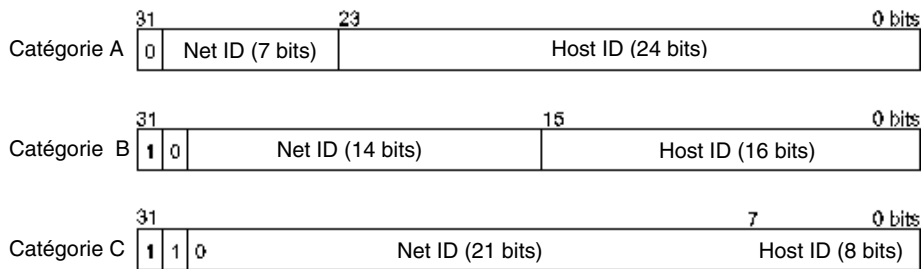 31 23 0 bits
Catégorie A 0 Net ID (7 bits) Host ID (24 bits)
31 15 0 bits
Catégorie B 1 0 Net ID (14 bits) Host ID (16 bits)
31 7 0 bits
Catégorie C 1 1 0 Net ID (21 bits) Host ID (8 bits)